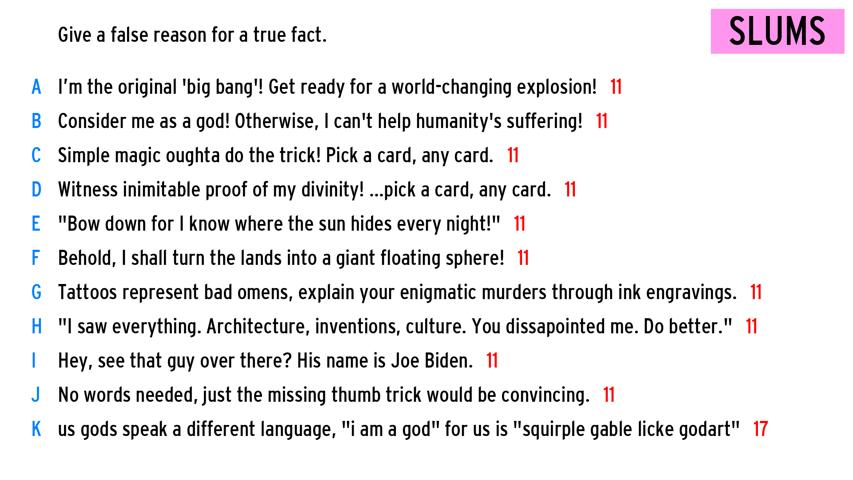 Give a false reason for a true fact.
SLUMS
A I'm the original 'big bang'! Get ready for a world-changing explosion! 11
B Consider me as a god! Otherwise, I can't help humanity's suffering! 11
C Simple magic oughta do the trick! Pick a card, any card. 11
D Witness inimitable proof of my divinity! ...pick a card, any card. 11
E "Bow down for I know where the sun hides every night!" 11
F Behold, I shall turn the lands into a giant floating sphere! 11
G Tattoos represent bad omens, explain your enigmatic murders through ink engravings. 11
H "I saw everything. Architecture, inventions, culture. You dissapointed me. Do better." 11
I Hey, see that guy over there? His name is Joe Biden. 11
J No words needed, just the missing thumb trick would be convincing. 11
K us gods speak a different language, "i am a god" for us is "squirple gable licke godart" 17